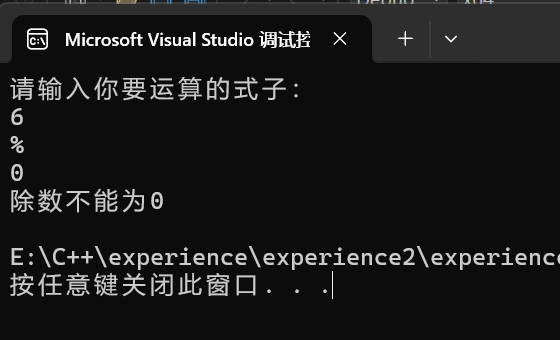 Microsoft Visual Studio 调试控
请输入你要运算的式子:
6
%
0
除数不能为0
E:\C++\experience\experience2\experience
按任意键关闭此窗口. . .